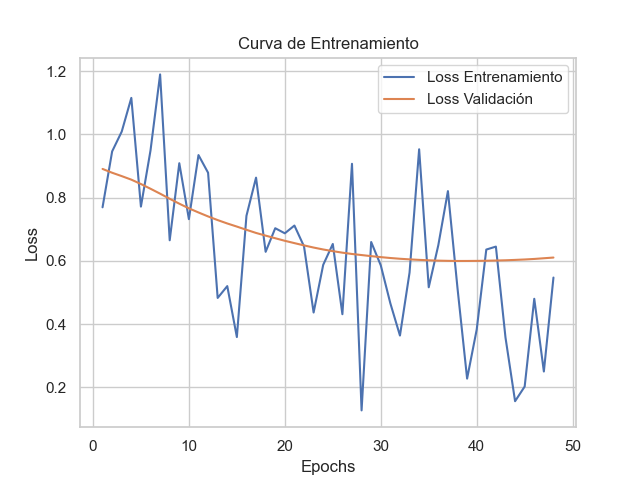 Curva de Entrenamiento
Loss Entrenamiento
Loss Validación
Loss
1.2
1.0
0.8
0.6
0.4
0.2
0 10 20 30 40 50
Epochs